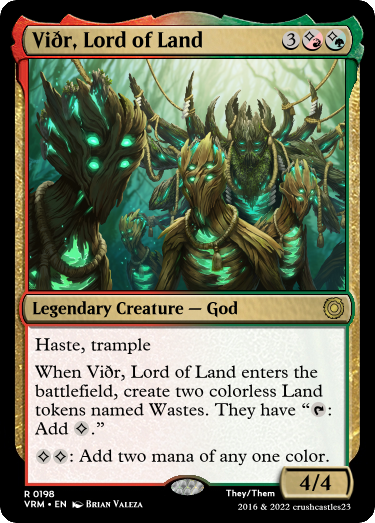 Viðr, Lord of Land 3
Legendary Creature — God
Haste, trample
When Viðr, Lord of Land enters the
battlefield, create two colorless Land
tokens named Wastes. They have “
:
Add
.”
: Add two mana of any one color.
4/4
R 0198
VRM • EN Brian Valeza
They/Them
2016 & 2022 crushcastles23